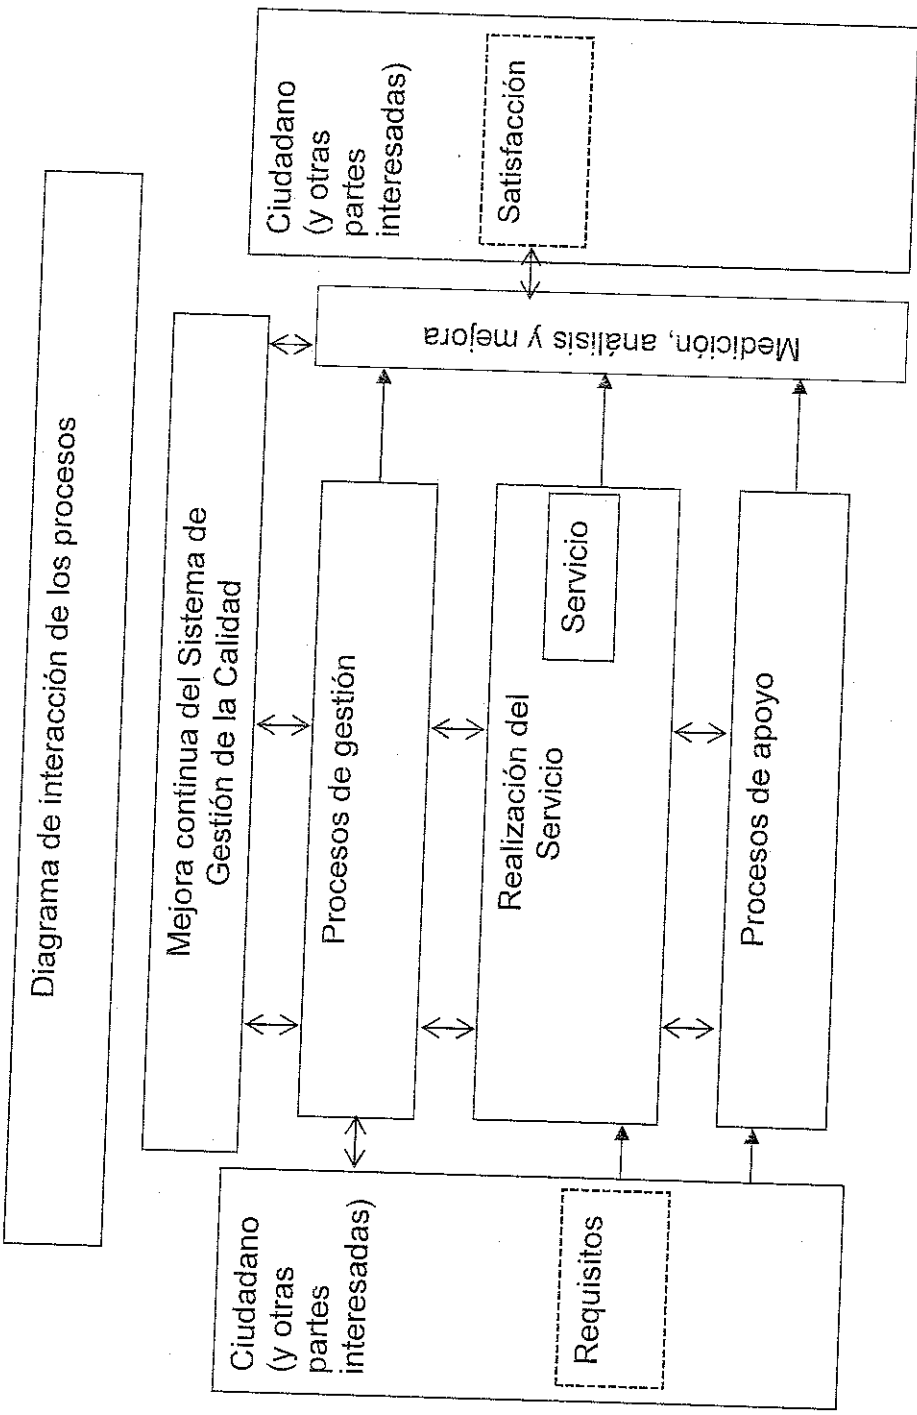 Diagrama de interacción de los procesos
Mejora continua del Sistema de
Gestión de la Calidad
Ciudadano
(y otras
partes
interesadas)
Requisitos
Procesos de gestión
Realización del
Servicio
Servicio
Procesos de apoyo
Medición, análisis y mejora
Ciudadano
(y otras
partes
interesadas)
Satisfacción